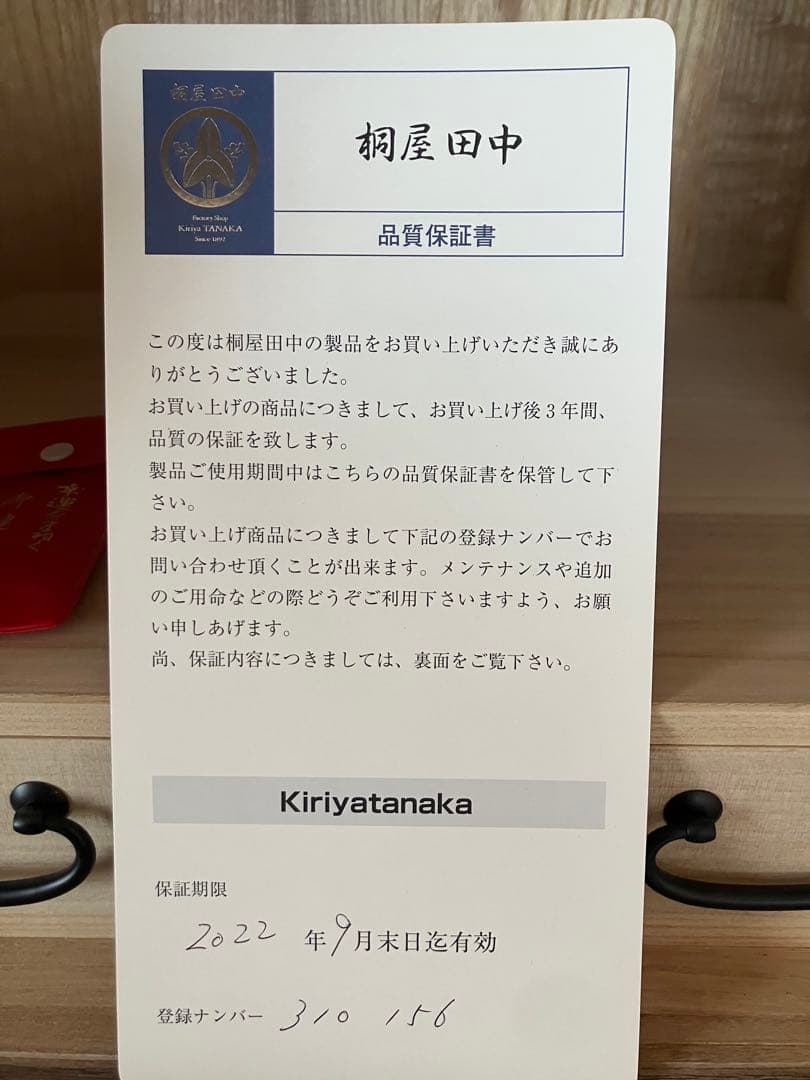 桐屋田中
Factory Shop
Kiriya TANAKA
Since 1897
桐屋田中
品質保証書
この度は桐屋田中の製品をお買い上げいただき誠にあ
りがとうございました。
お買い上げの商品につきまして、お買い上げ後3年間、
品質の保証を致します。
製品ご使用期間中はこちらの品質保証書を保管して下
さい。
お買い上げ商品につきまして下記の登録ナンバーでお
問い合わせ頂くことが出来ます。メンテナンスや追加
のご用命などの際どうぞご利用下さいますよう、お願
い申しあげます。
尚、保証内容につきましては、裏面をご覧下さい。
Kiriyatanaka
保証期限
2022 年9月末日迄有効
登録ナンバー 310 156